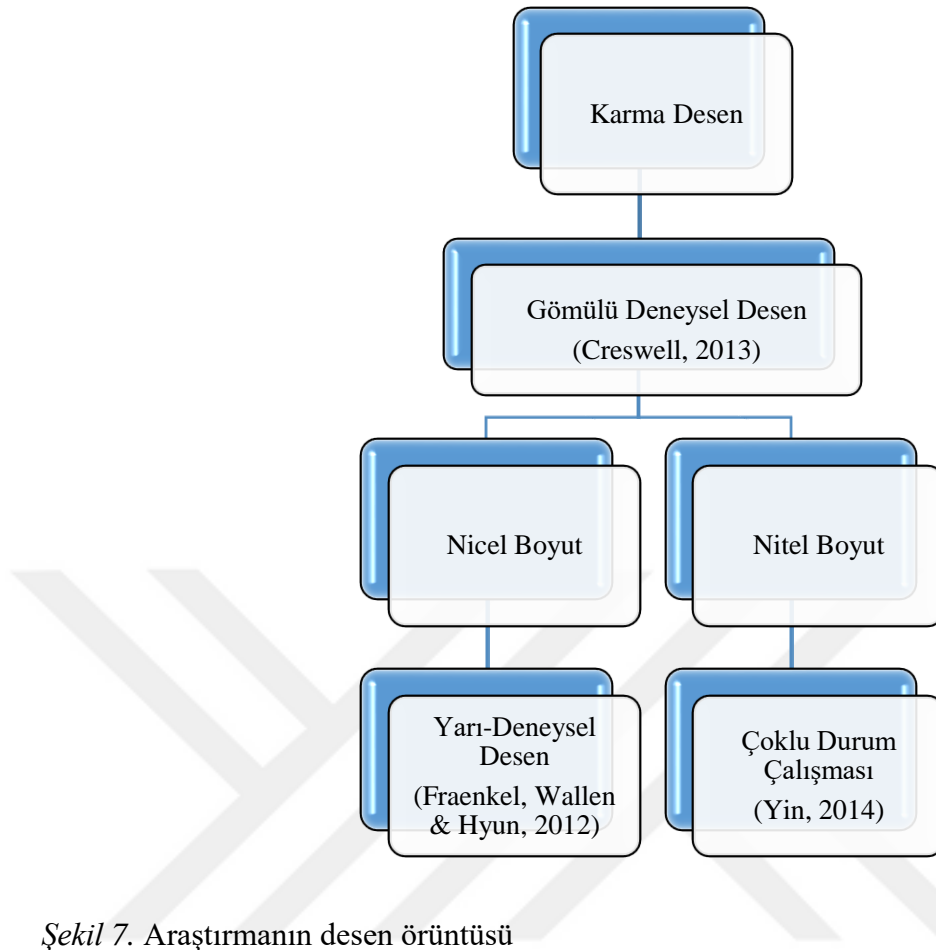 Karma Desen
Gömülü Deneysel Desen
(Creswell, 2013)
Nicel Boyut
Nitel Boyut
Yarı-Deneysel
Desen
(Fraenkel, Wallen
& Hyun, 2012)
Çoklu Durum
Çalışması
(Yin, 2014)
Şekil 7. Araştırmanın desen örüntüsü